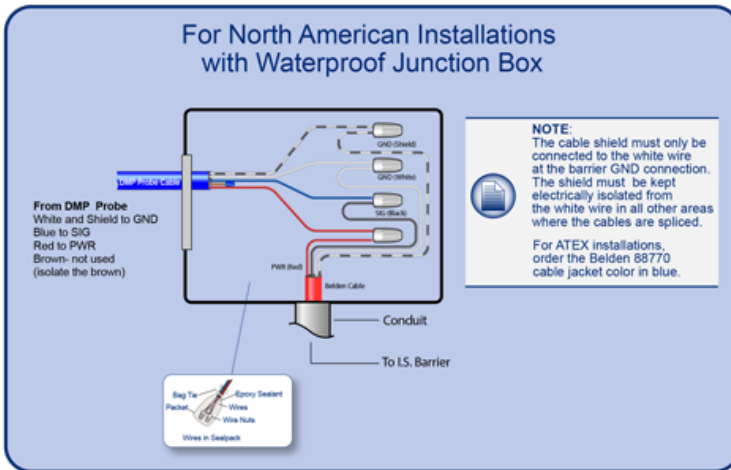 For North American Installations
with Waterproof Junction Box
DMP Probe Cable
From DMP Probe
White and Shield to GND
Blue to SIG
Red to PWR
Brown- not used
(isolate the brown)
GND (Shield)
GND (White)
SIG (Black)
PWR (Red)
Belden Cable
Conduit
To I.S. Barrier
NOTE:
The cable shield must only be
connected to the white wire
at the barrier GND connection.
The shield must be kept
electrically isolated from
the white wire in all other areas
where the cables are spliced.
For ATEX installations,
order the Belden 88770
cable jacket color in blue.
Bag Tie
Epoxy Sealant
Packet
Wires
Wire Nuts
Wires in Sealpack